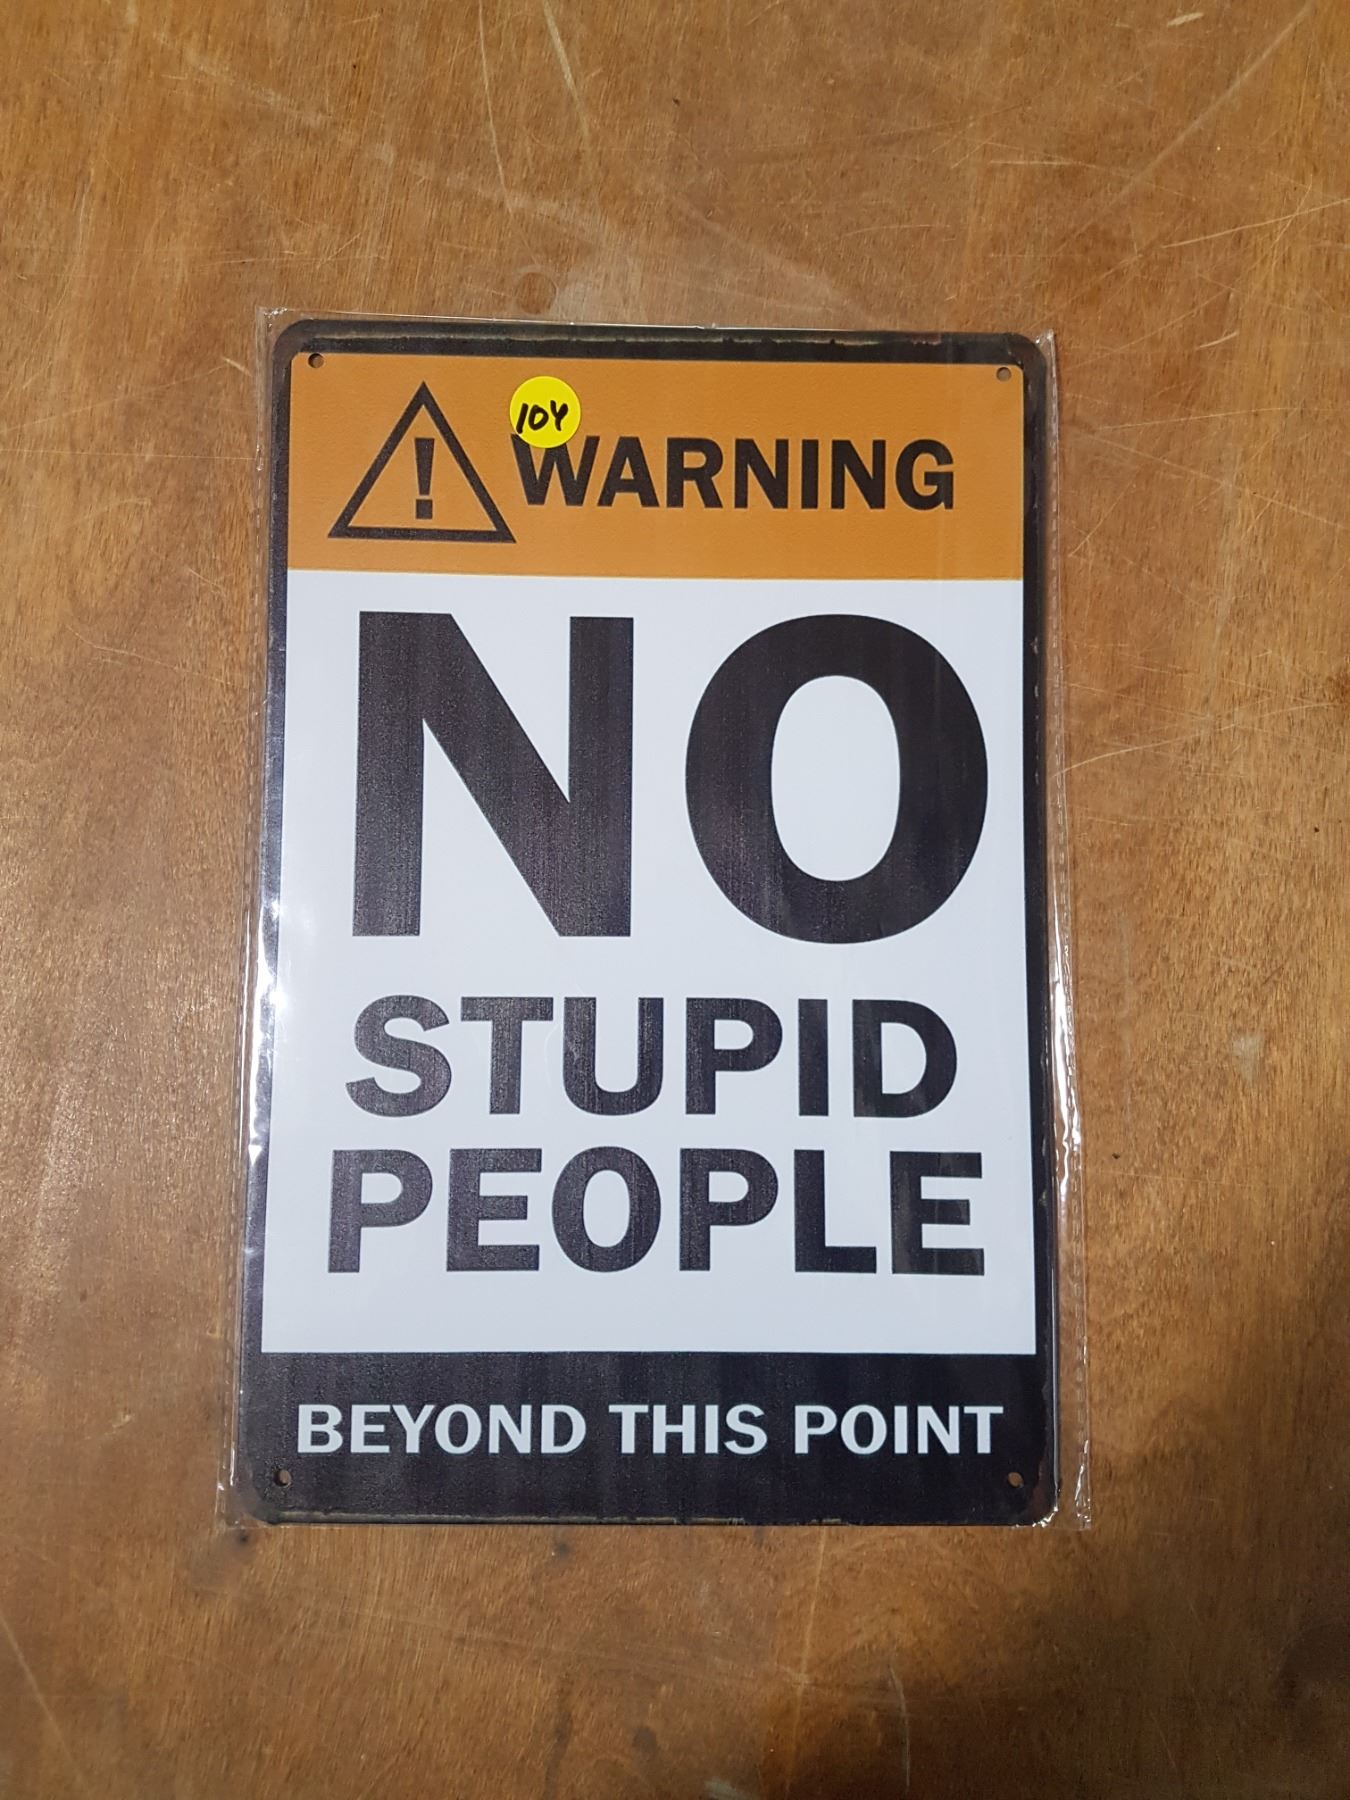 104
! WARNING
NO
STUPID
PEOPLE
BEYOND THIS POINT